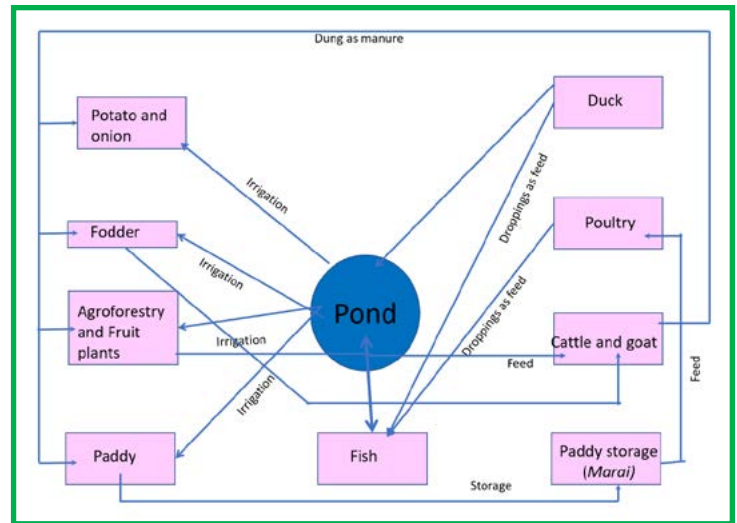 Dung as manure
Potato and
onion
Duck
Irrigation
Droppings as feed
Fodder
Poultry
Irrigation
Droppings as feed
Agroforestry
and Fruit
plants
Pond
Irrigation
Cattle and goat
Feed
Feed
Irrigation
Paddy
Fish
Paddy storage
(Marai)
Storage